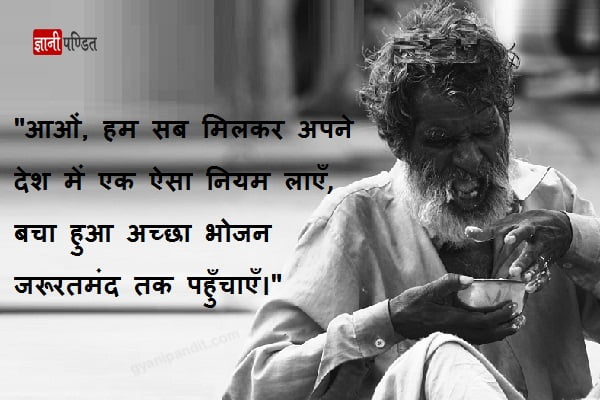 ज्ञानी पण्डित
"आओं, हम सब मिलकर अपने
देश में एक ऐसा नियम लाएँ,
बचा हुआ अच्छा भोजन
जरूरतमंद तक पहुँचाएँ।"
gyanipandit.com